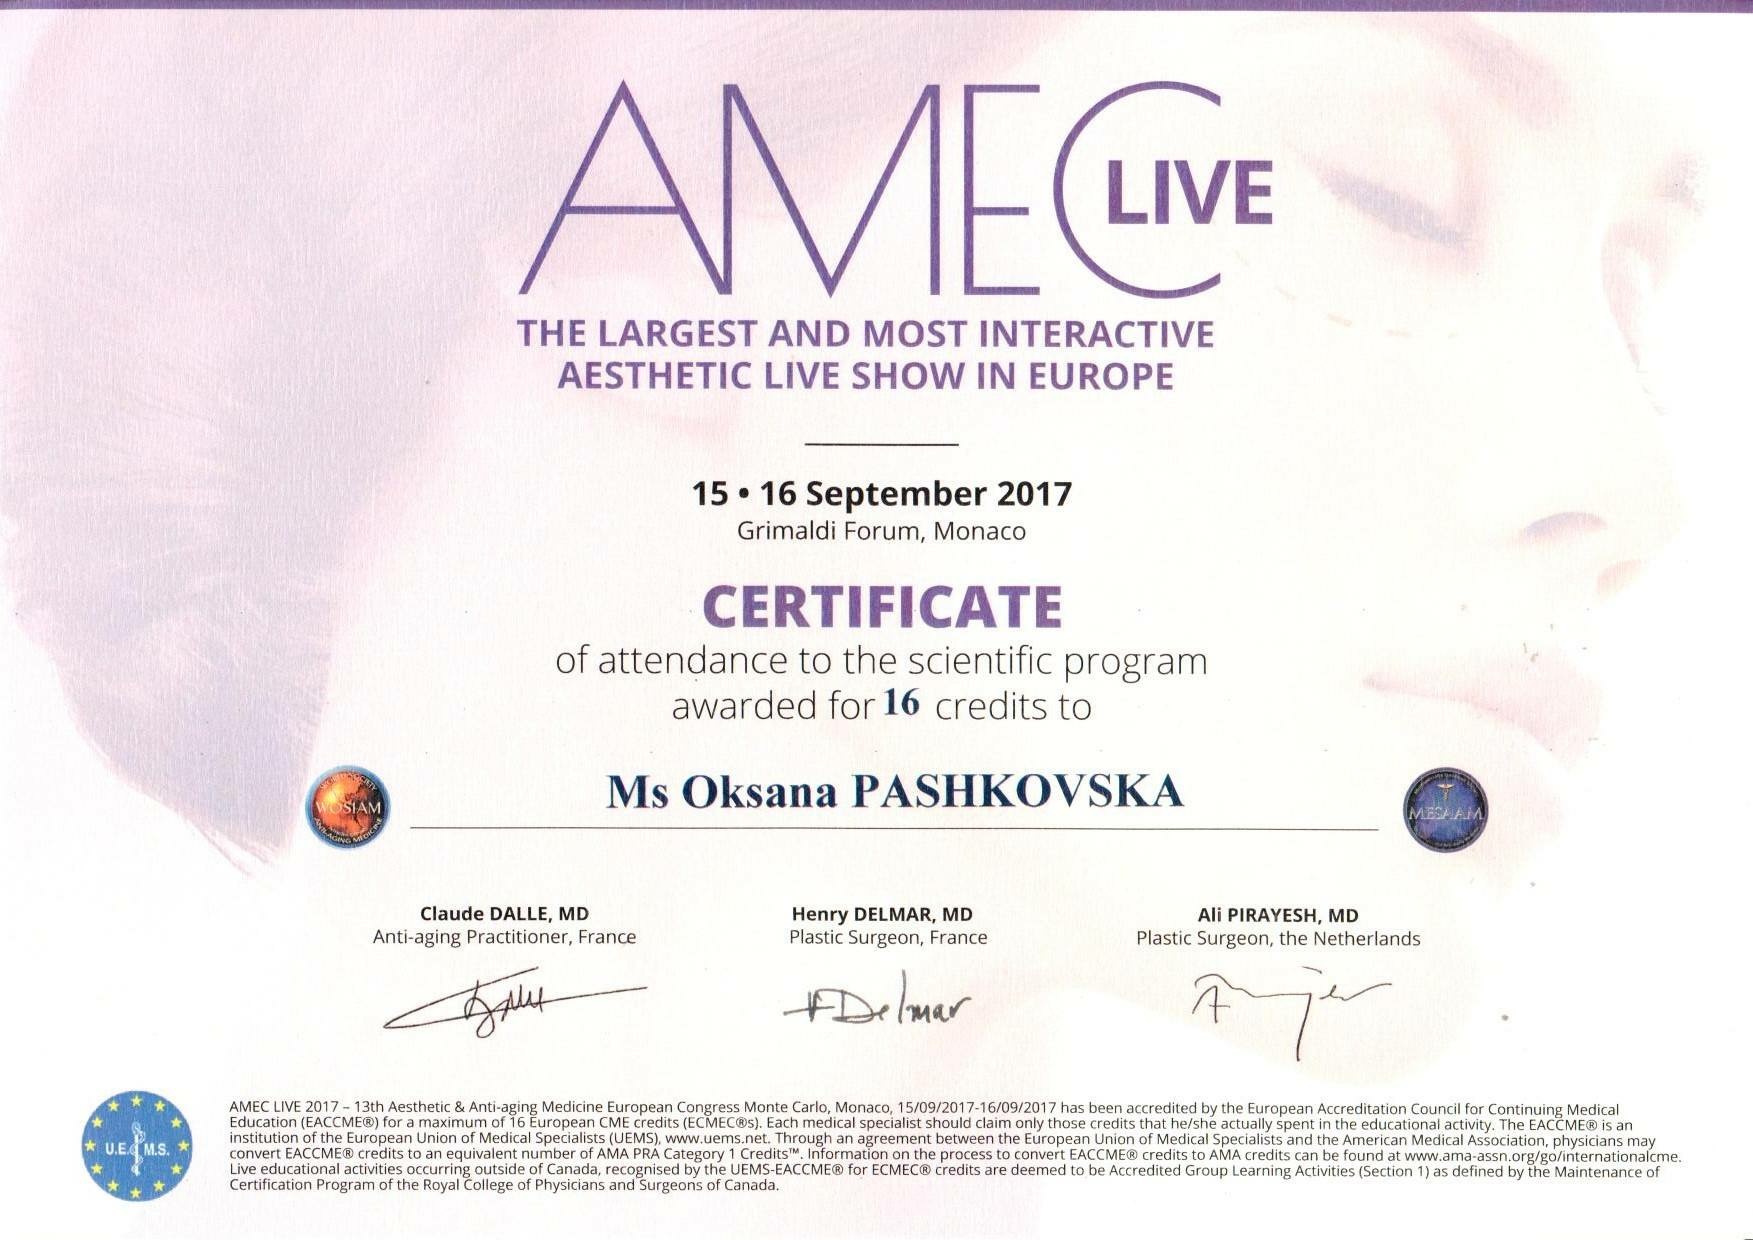 AMEC LIVE
THE LARGEST AND MOST INTERACTIVE
AESTHETIC LIVE SHOW IN EUROPE
15 • 16 September 2017
Grimaldi Forum, Monaco
CERTIFICATE
of attendance to the scientific program
awarded for 16 credits to
WOSIAM
ANTI-AGING MEDICINE
Ms Oksana PASHKOVSKA
MESAAM
Claude DALLE, MD
Anti-aging Practitioner, France
Henry DELMAR, MD
Plastic Surgeon, France
Ali PIRAYESH, MD
Plastic Surgeon, the Netherlands
H Delmar
U.E.M.S.
AMEC LIVE 2017 – 13th Aesthetic & Anti-aging Medicine European Congress Monte Carlo, Monaco, 15/09/2017-16/09/2017 has been accredited by the European Accreditation Council for Continuing Medical
Education (EACCME®) for a maximum of 16 European CME credits (ECMEC®s). Each medical specialist should claim only those credits that he/she actually spent in the educational activity. The EACCME® is an
institution of the European Union of Medical Specialists (UEMS), www.uems.net. Through an agreement between the European Union of Medical Specialists and the American Medical Association, physicians may
convert EACCME® credits to an equivalent number of AMA PRA Category 1 Credits™. Information on the process to convert EACCME® credits to AMA credits can be found at www.ama-assn.org/go/internationalcme.
Live educational activities occurring outside of Canada, recognised by the UEMS-EACCME® for ECMEC® credits are deemed to be Accredited Group Learning Activities (Section 1) as defined by the Maintenance of
Certification Program of the Royal College of Physicians and Surgeons of Canada.